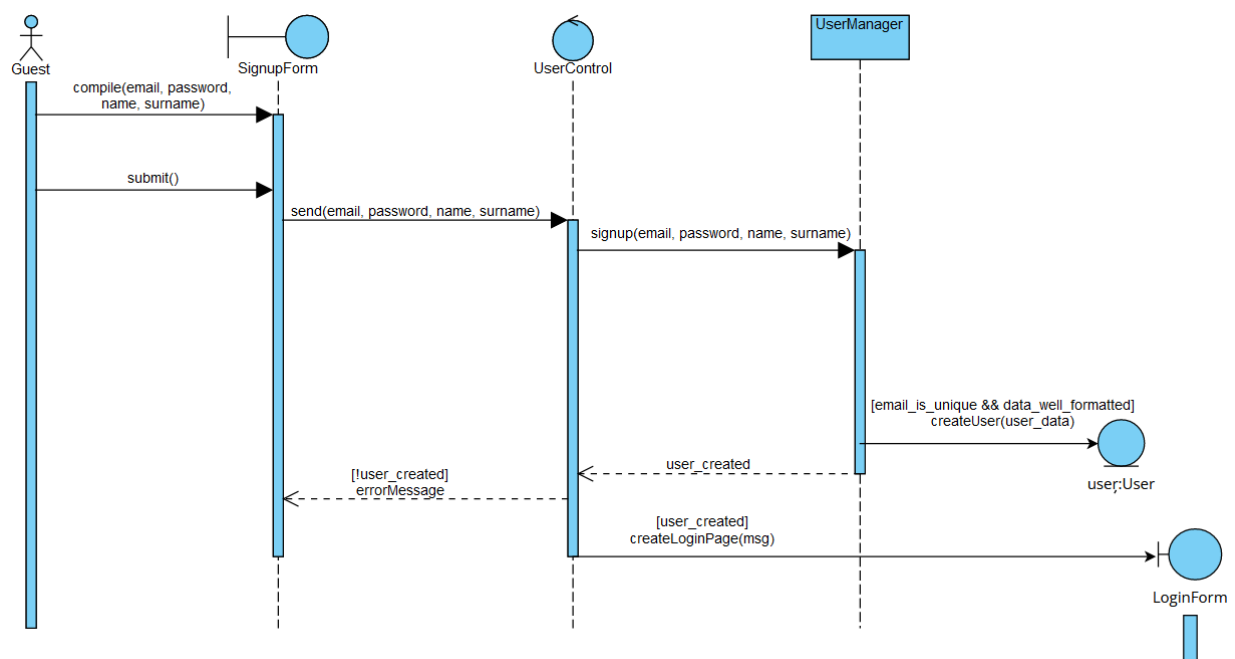 UserManager
Guest
SignupForm
UserControl
compile(email, password,
name, surname)
submit()
send(email, password, name, surname)
signup(email, password, name, surname)
[email_is_unique && data_well_formatted]
createUser(user_data)
user_created
[!user_created]
errorMessage
user:User
[user_created]
createLoginPage(msg)
LoginForm